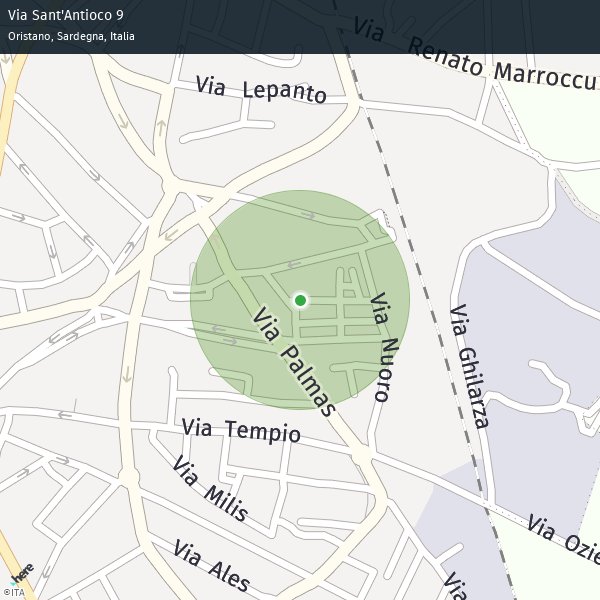 Via Sant'Antioco 9
Oristano, Sardegna, Italia
Via Renato Marroccu
Via Lepanto
Via Palmas
Via Nuoro
Via Ghilarza
Via Tempio
Via Milis
Via Ozie
Via Ales
Via
here
©ITA